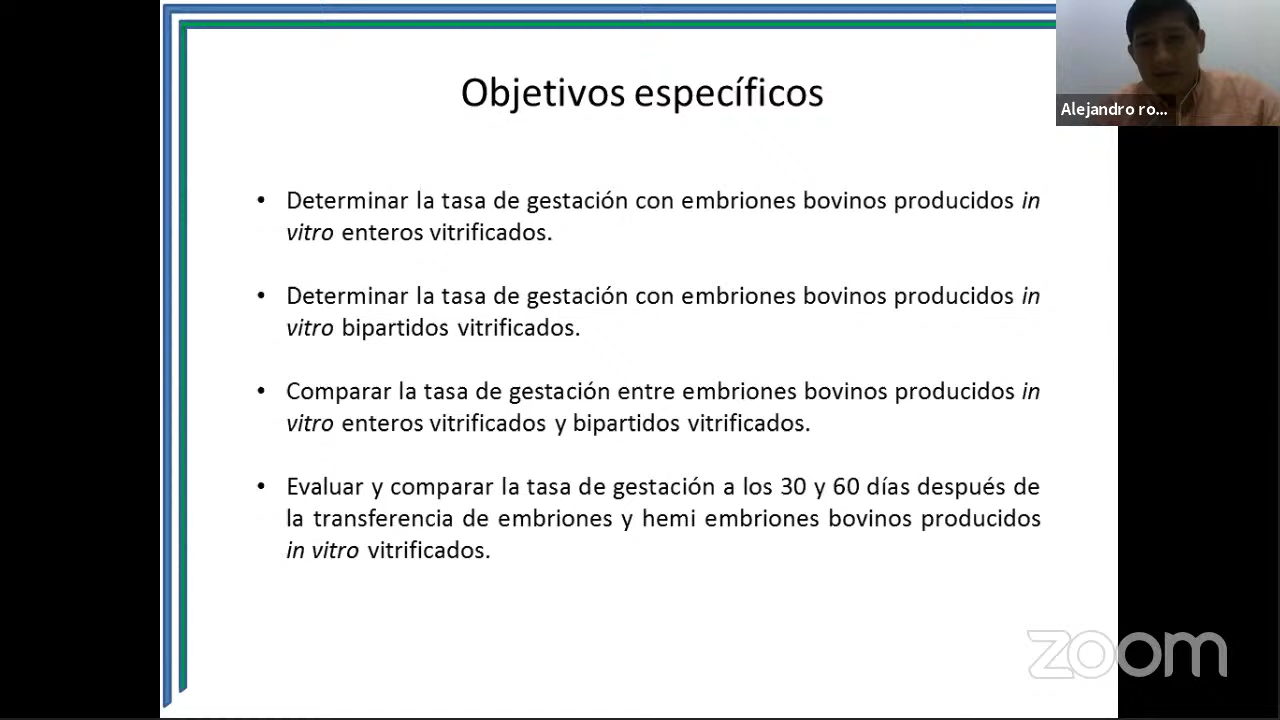 Objetivos específicos
Alejandro ro...
• Determinar la tasa de gestación con embriones bovinos producidos in
vitro enteros vitrificados.
• Determinar la tasa de gestación con embriones bovinos producidos in
vitro bipartidos vitrificados.
• Comparar la tasa de gestación entre embriones bovinos producidos in
vitro enteros vitrificados y bipartidos vitrificados.
• Evaluar y comparar la tasa de gestación a los 30 y 60 días después de
la transferencia de embriones y hemi embriones bovinos producidos
in vitro vitrificados.
zoom